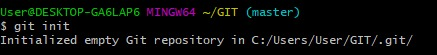 User@DESKTOP-GA6LAP6 MINGW64 ~/GIT (master)
$ git init
Initialized empty Git repository in C:/Users/User/GIT/.git/